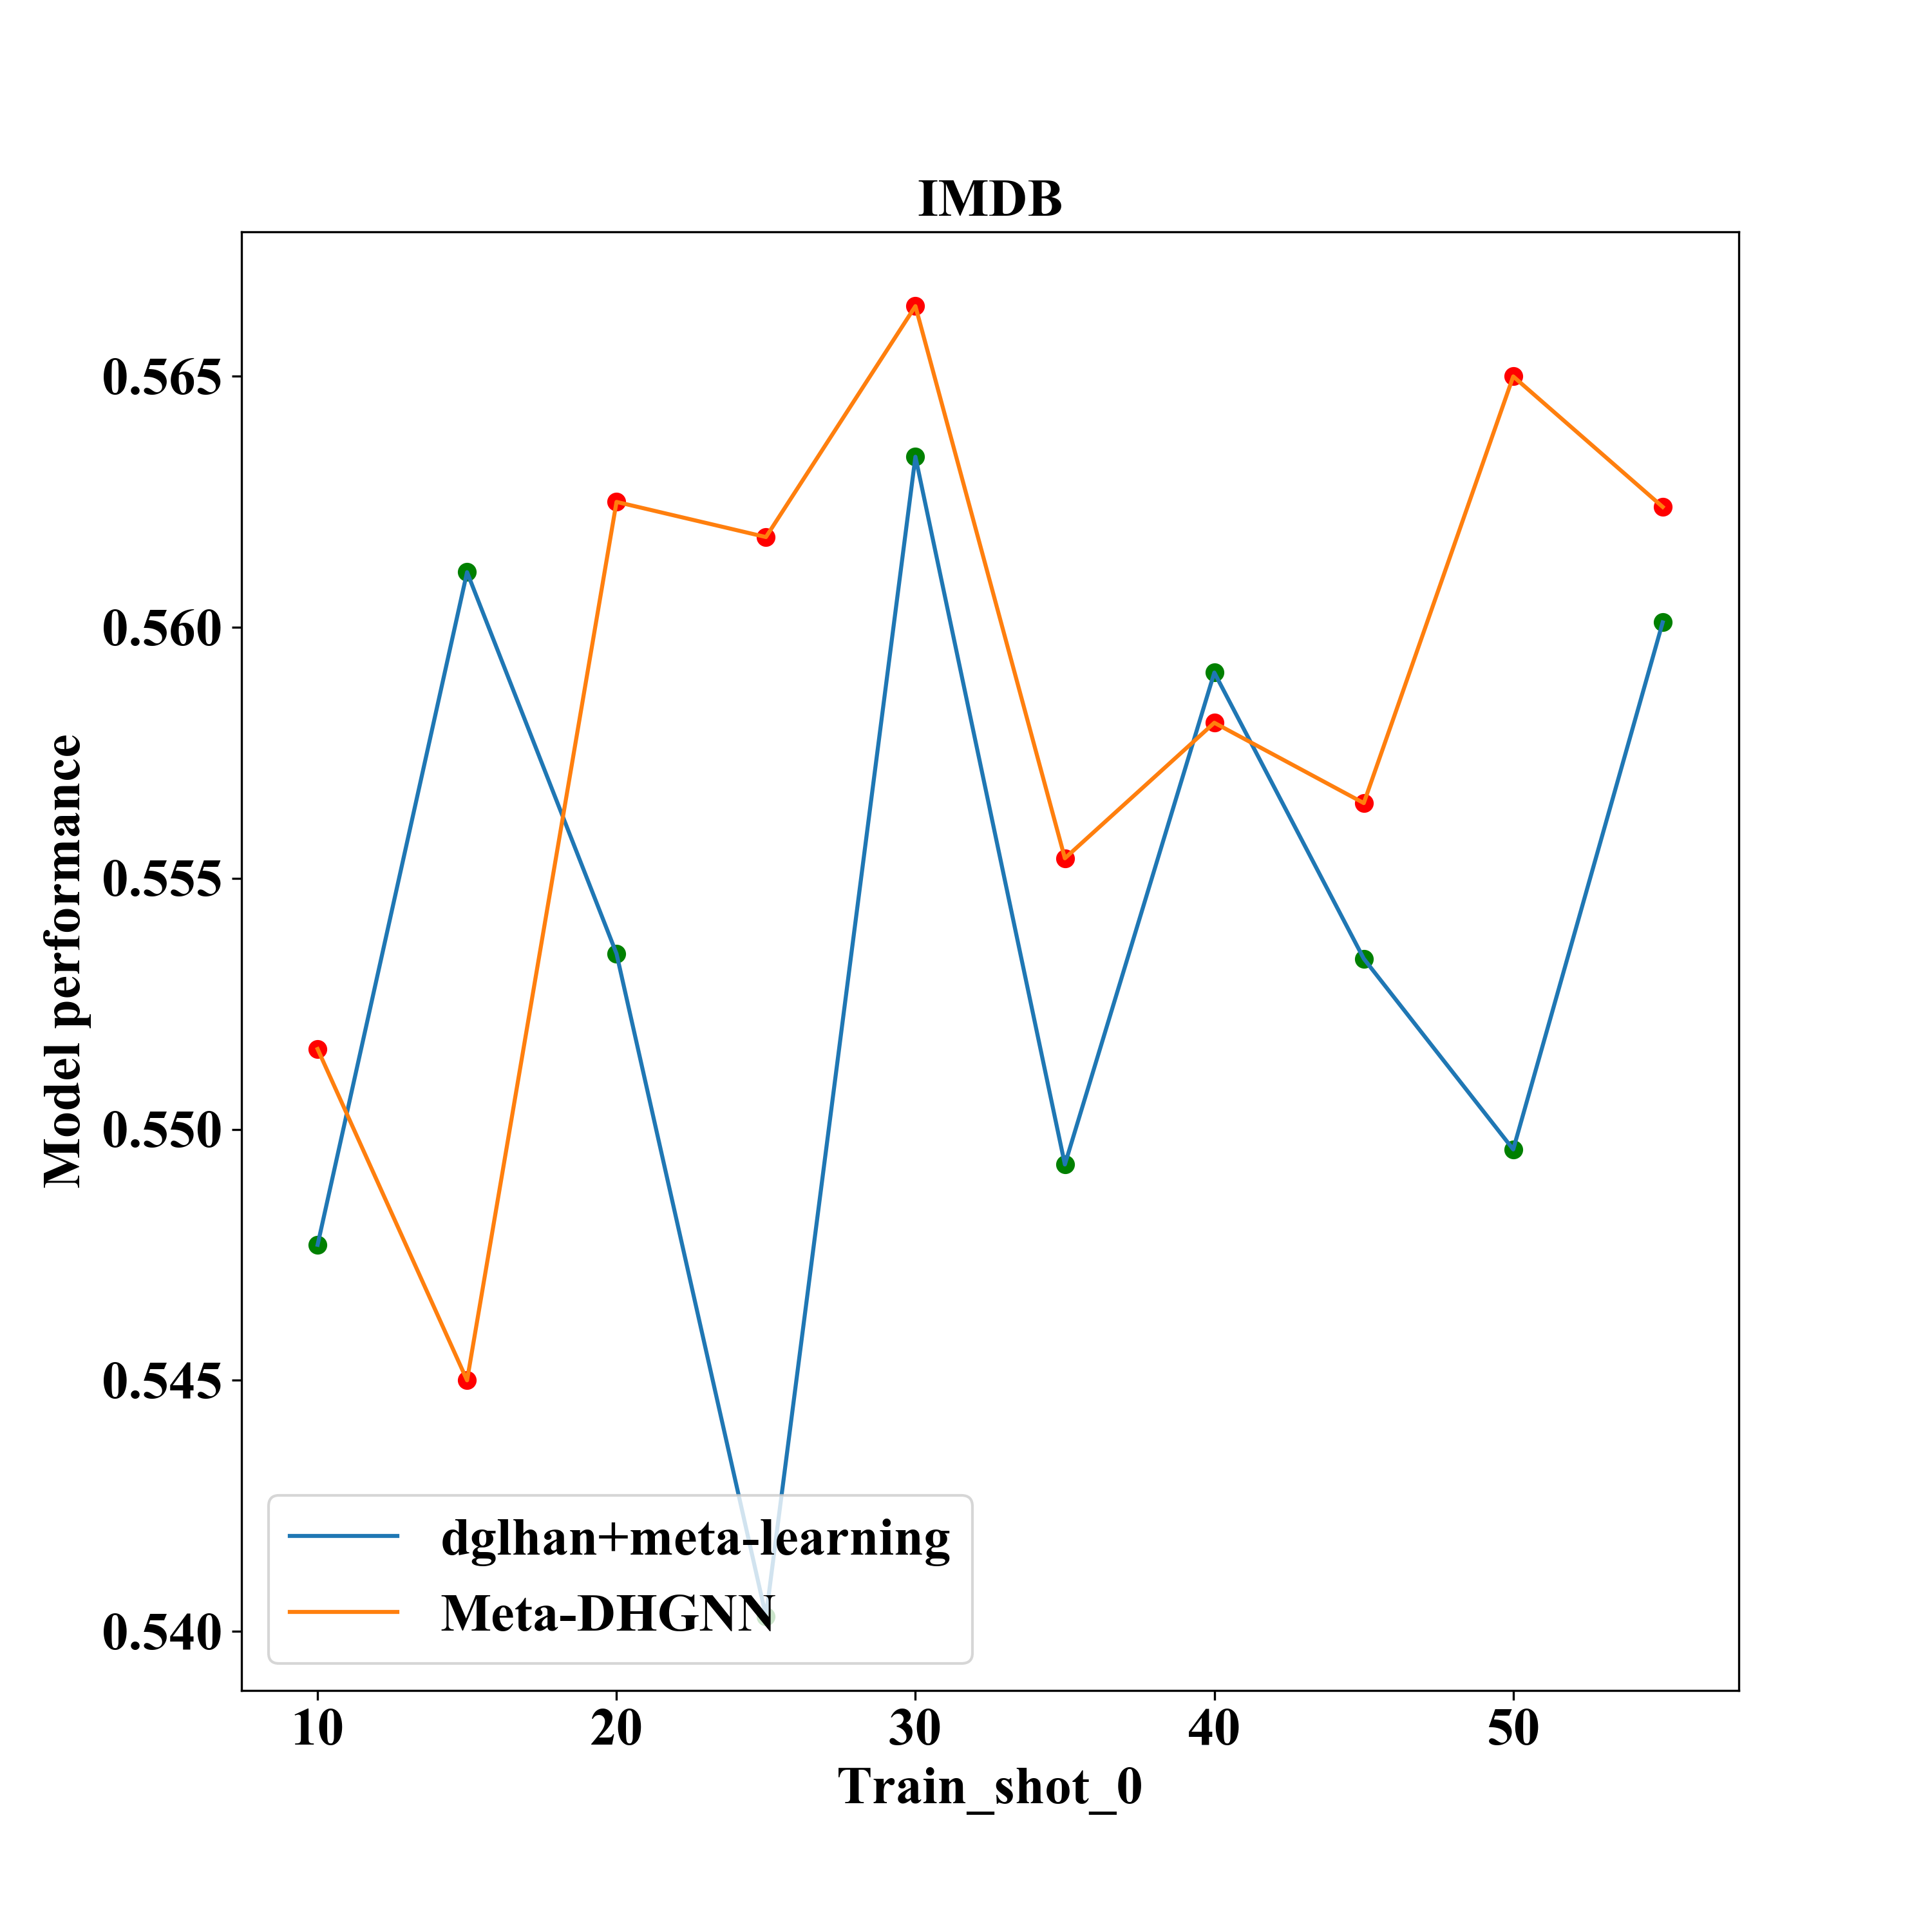 IMDB
0.565
0.560
0.555
0.550
0.545
0.540
Model performance
dglhan+meta-learning
Meta-DHGNN
10 20 30 40 50
Train_shot_0